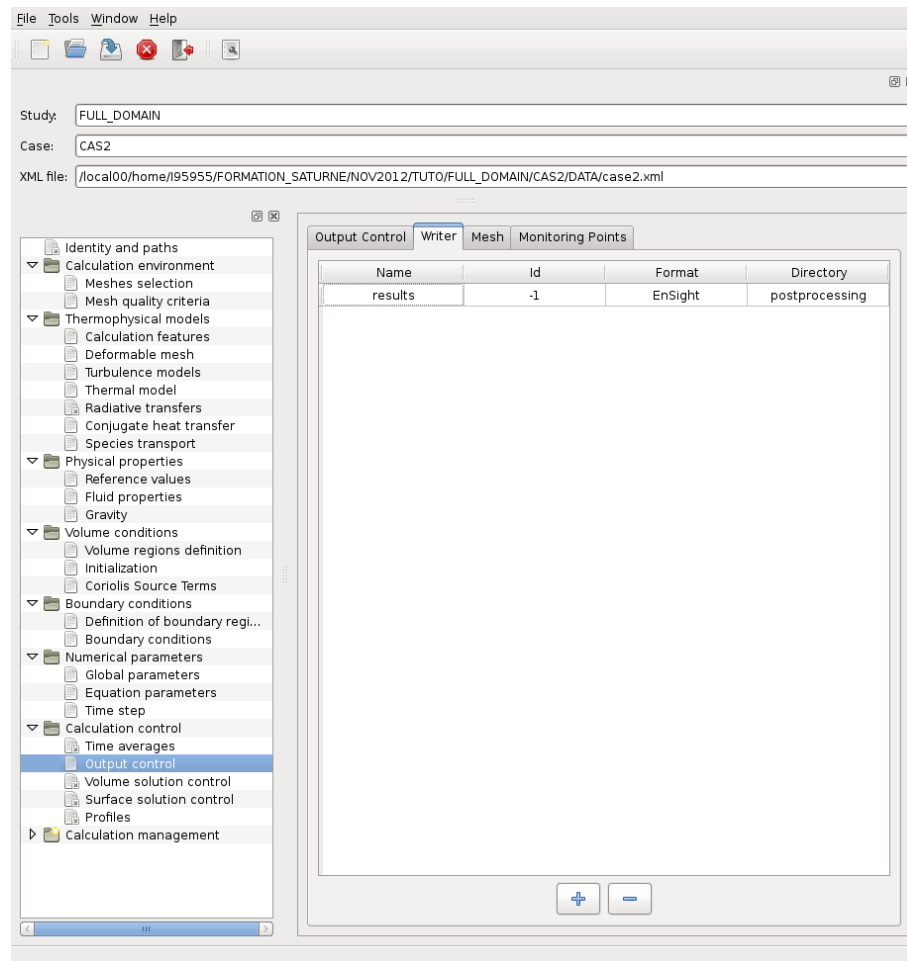 File Tools Window Help
Study: FULL_DOMAIN
Case: CAS2
XML file: /local00/home/I95955/FORMATION_SATURNE/NOV2012/TUTO/FULL_DOMAIN/CAS2/DATA/case2.xml
Identity and paths
Calculation environment
Meshes selection
Mesh quality criteria
Thermophysical models
Calculation features
Deformable mesh
Turbulence models
Thermal model
Radiative transfers
Conjugate heat transfer
Species transport
Physical properties
Reference values
Fluid properties
Gravity
Volume conditions
Volume regions definition
Initialization
Coriolis Source Terms
Boundary conditions
Definition of boundary regi...
Boundary conditions
Numerical parameters
Global parameters
Equation parameters
Time step
Calculation control
Time averages
Output control
Volume solution control
Surface solution control
Profiles
Calculation management
Output Control Writer Mesh Monitoring Points
Name Id Format Directory
results -1 EnSight postprocessing